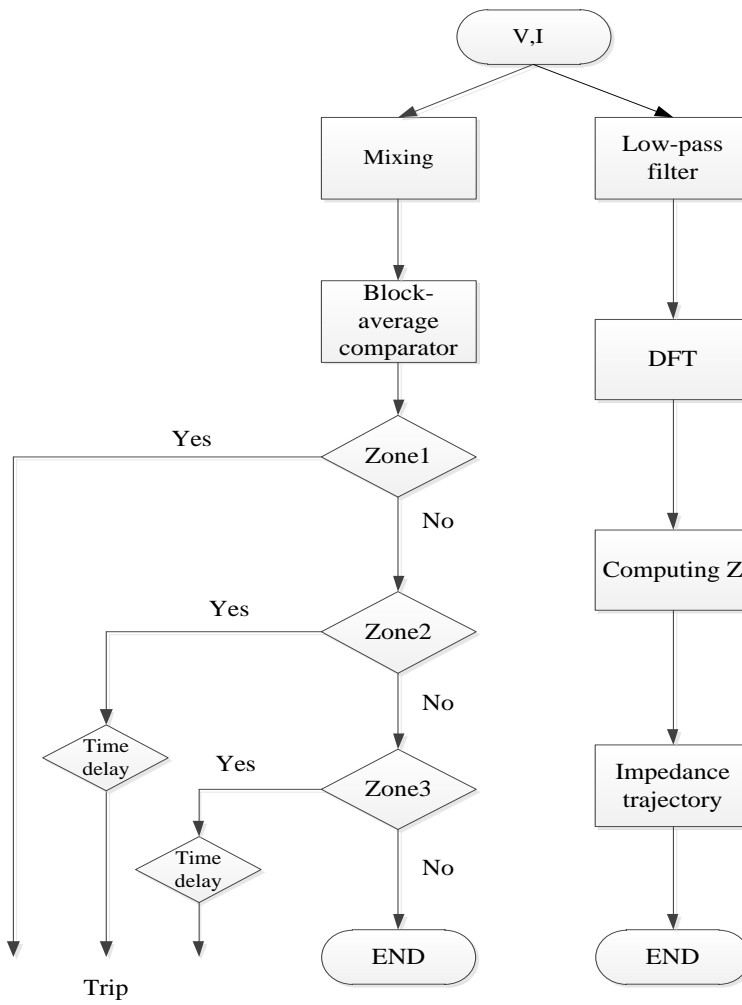 V,I
Mixing
Low-pass
filter
Block-
average
comparator
DFT
Yes
Zone1
No
Computing Z
Yes
Zone2
No
Time
delay
Yes
Zone3
Impedance
trajectory
Time
delay
No
END
END
Trip